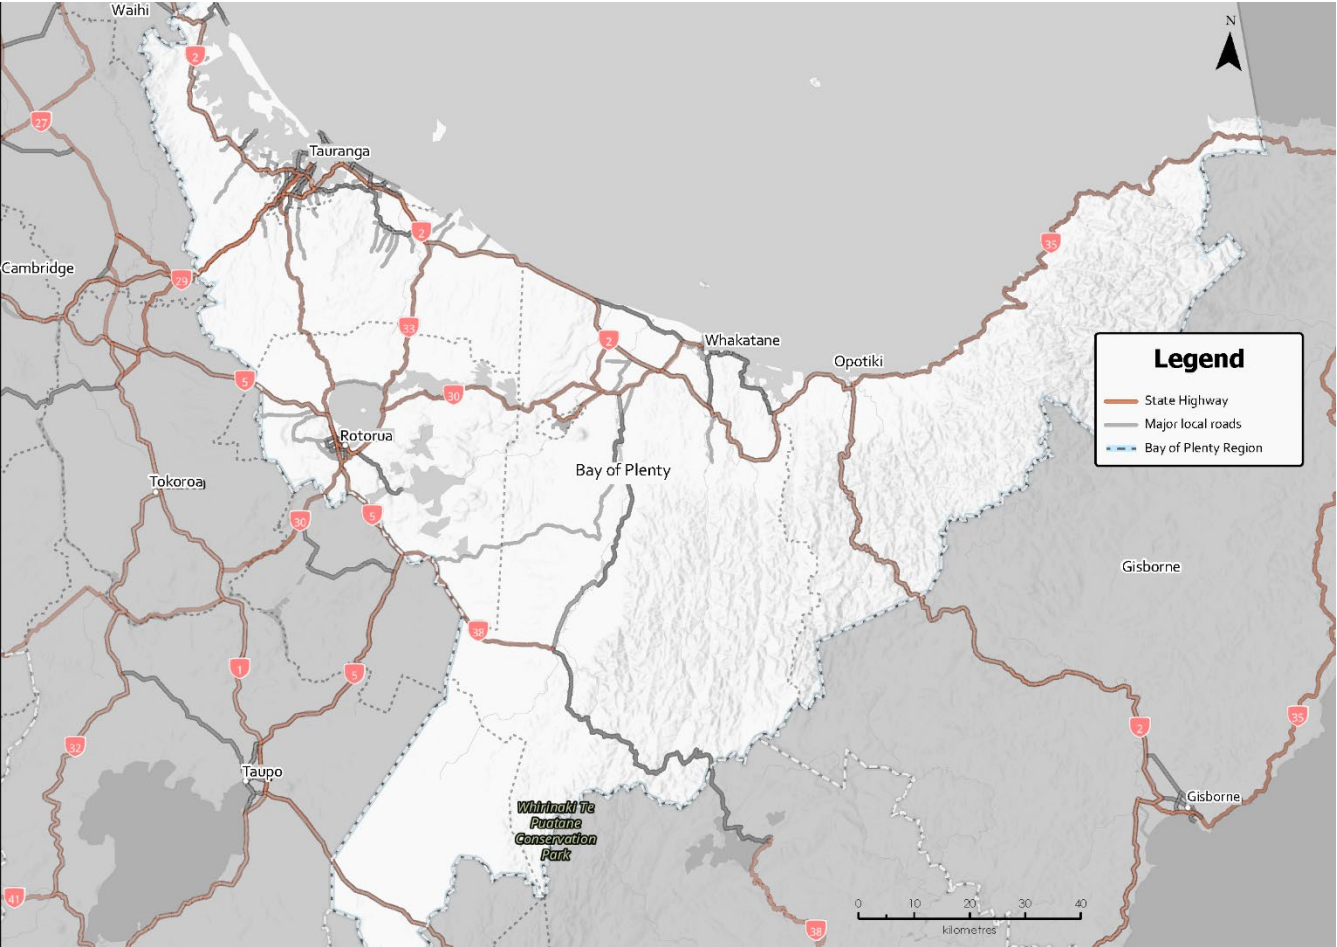 Waihi
N
2
27
Tauranga
2
35
Cambridge
29
33
2
Whakatane
Opotiki
5
30
Legend
State Highway
Major local roads
Bay of Plenty Region
Rotorua
Bay of Plenty
Tokoroa
30
5
Gisborne
38
1
5
35
2
32
Taupo
Gisborne
Whirinaki Te
Puatane
Conservation
Park
41
0 10 20 30 40
kilometres
38